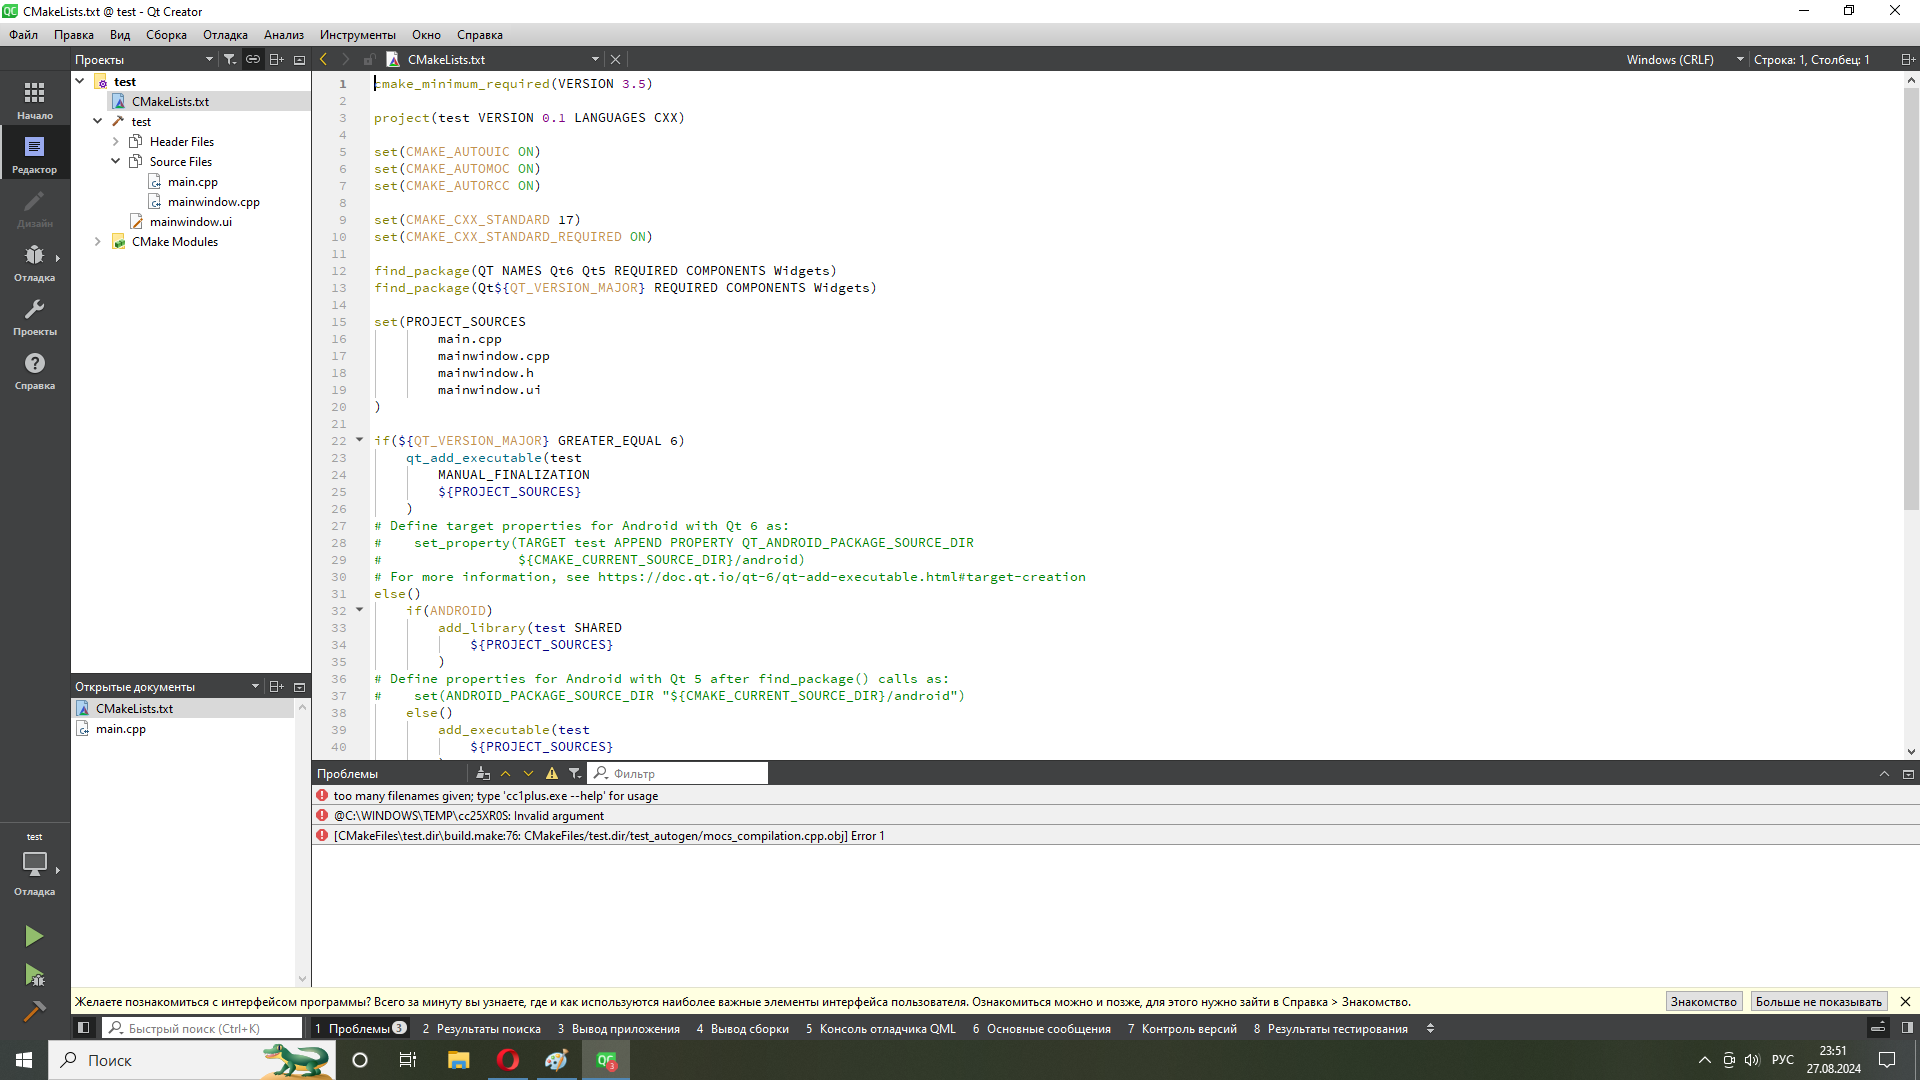 CMakeLists.txt @ test - Qt Creator
Файл Правка Вид Сборка Отладка Анализ Инструменты Окно Справка
Проекты
CMakeLists.txt
Windows (CRLF)
Строка: 1, Столбец: 1
Начало
Редактор
Дизайн
Отладка
Проекты
Справка
test
CMakeLists.txt
test
Header Files
Source Files
main.cpp
mainwindow.cpp
mainwindow.ui
CMake Modules
1 cmake_minimum_required(VERSION 3.5)
2
3 project(test VERSION 0.1 LANGUAGES CXX)
4
5 set(CMAKE_AUTOUIC ON)
6 set(CMAKE_AUTOMOC ON)
7 set(CMAKE_AUTORCC ON)
8
9 set(CMAKE_CXX_STANDARD 17)
10 set(CMAKE_CXX_STANDARD_REQUIRED ON)
11
12 find_package(QT NAMES Qt6 Qt5 REQUIRED COMPONENTS Widgets)
13 find_package(Qt${QT_VERSION_MAJOR} REQUIRED COMPONENTS Widgets)
14
15 set(PROJECT_SOURCES
16 main.cpp
17 mainwindow.cpp
18 mainwindow.h
19 mainwindow.ui
20 )
21
22 if(${QT_VERSION_MAJOR} GREATER_EQUAL 6)
23 qt_add_executable(test
24 MANUAL_FINALIZATION
25 ${PROJECT_SOURCES}
26 )
27 # Define target properties for Android with Qt 6 as:
28 # set_property(TARGET test APPEND PROPERTY QT_ANDROID_PACKAGE_SOURCE_DIR
29 # ${CMAKE_CURRENT_SOURCE_DIR}/android)
30 # For more information, see https://doc.qt.io/qt-6/qt-add-executable.html#target-creation
31 else()
32 if(ANDROID)
33 add_library(test SHARED
34 ${PROJECT_SOURCES}
35 )
36 # Define properties for Android with Qt 5 after find_package() calls as:
37 # set(ANDROID_PACKAGE_SOURCE_DIR "${CMAKE_CURRENT_SOURCE_DIR}/android")
38 else()
39 add_executable(test
40 ${PROJECT_SOURCES}
Открытые документы
CMakeLists.txt
main.cpp
Проблемы
Фильтр
too many filenames given; type 'cc1plus.exe --help' for usage
@C:\WINDOWS\TEMP\cc25XR0S: Invalid argument
[CMakeFiles\test.dir\build.make:76: CMakeFiles/test.dir/test_autogen/mocs_compilation.cpp.obj] Error 1
test
Отладка
Желаете познакомиться с интерфейсом программы? Всего за минуту вы узнаете, где и как используются наиболее важные элементы интерфейса пользователя. Ознакомиться можно и позже, для этого нужно зайти в Справка > Знакомство.
Знакомство
Больше не показывать
Быстрый поиск (Ctrl+K)
1 Проблемы 3
2 Результаты поиска
3 Вывод приложения
4 Вывод сборки
5 Консоль отладчика QML
6 Основные сообщения
7 Контроль версий
8 Результаты тестирования
Поиск
QC
3
РУС
23:51
27.08.2024